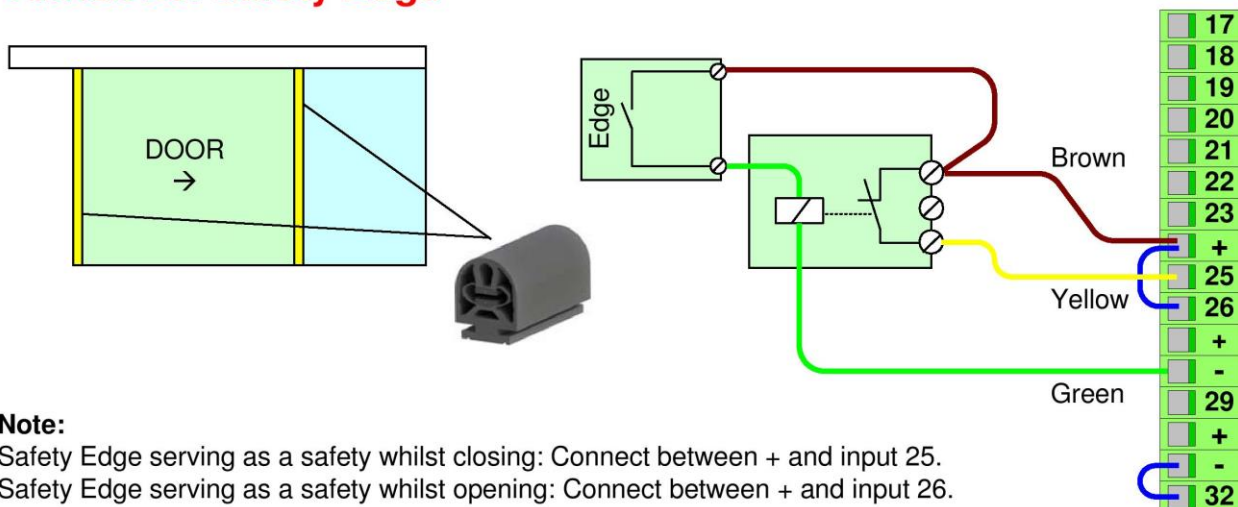 DOOR
→
Edge
Brown
Yellow
Green
17
18
19
20
21
22
23
+
25
26
+
-
29
+
-
32
Note:
Safety Edge serving as a safety whilst closing: Connect between + and input 25.
Safety Edge serving as a safety whilst opening: Connect between + and input 26.